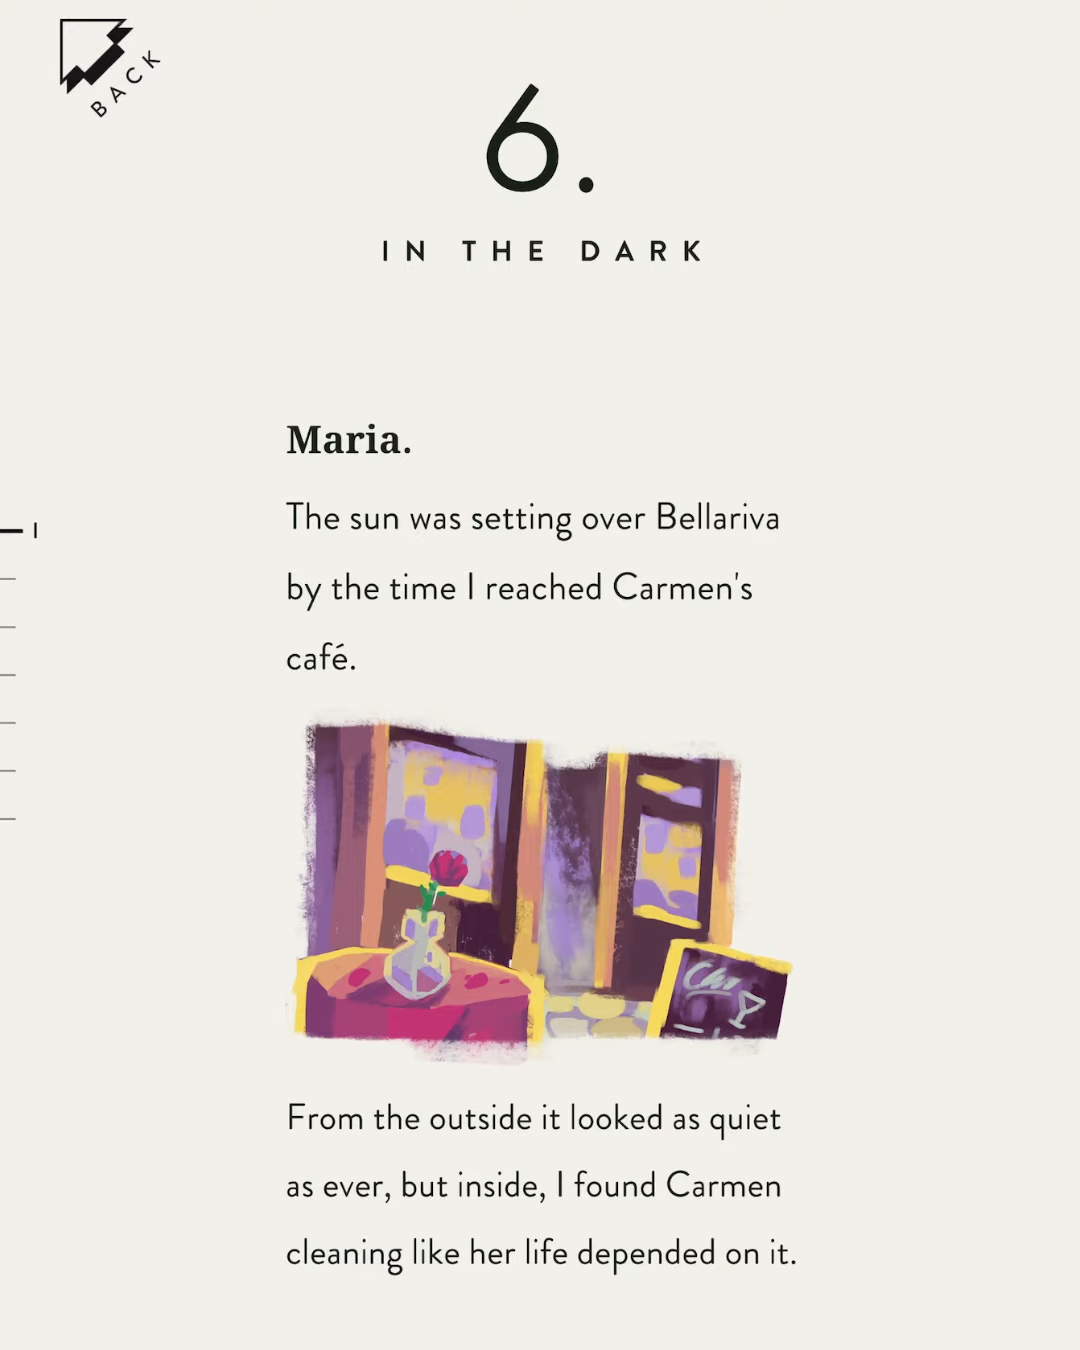 BACK
6.
IN THE DARK
Maria.
The sun was setting over Bellariva
by the time I reached Carmen's
café.
From the outside it looked as quiet
as ever, but inside, I found Carmen
cleaning like her life depended on it.